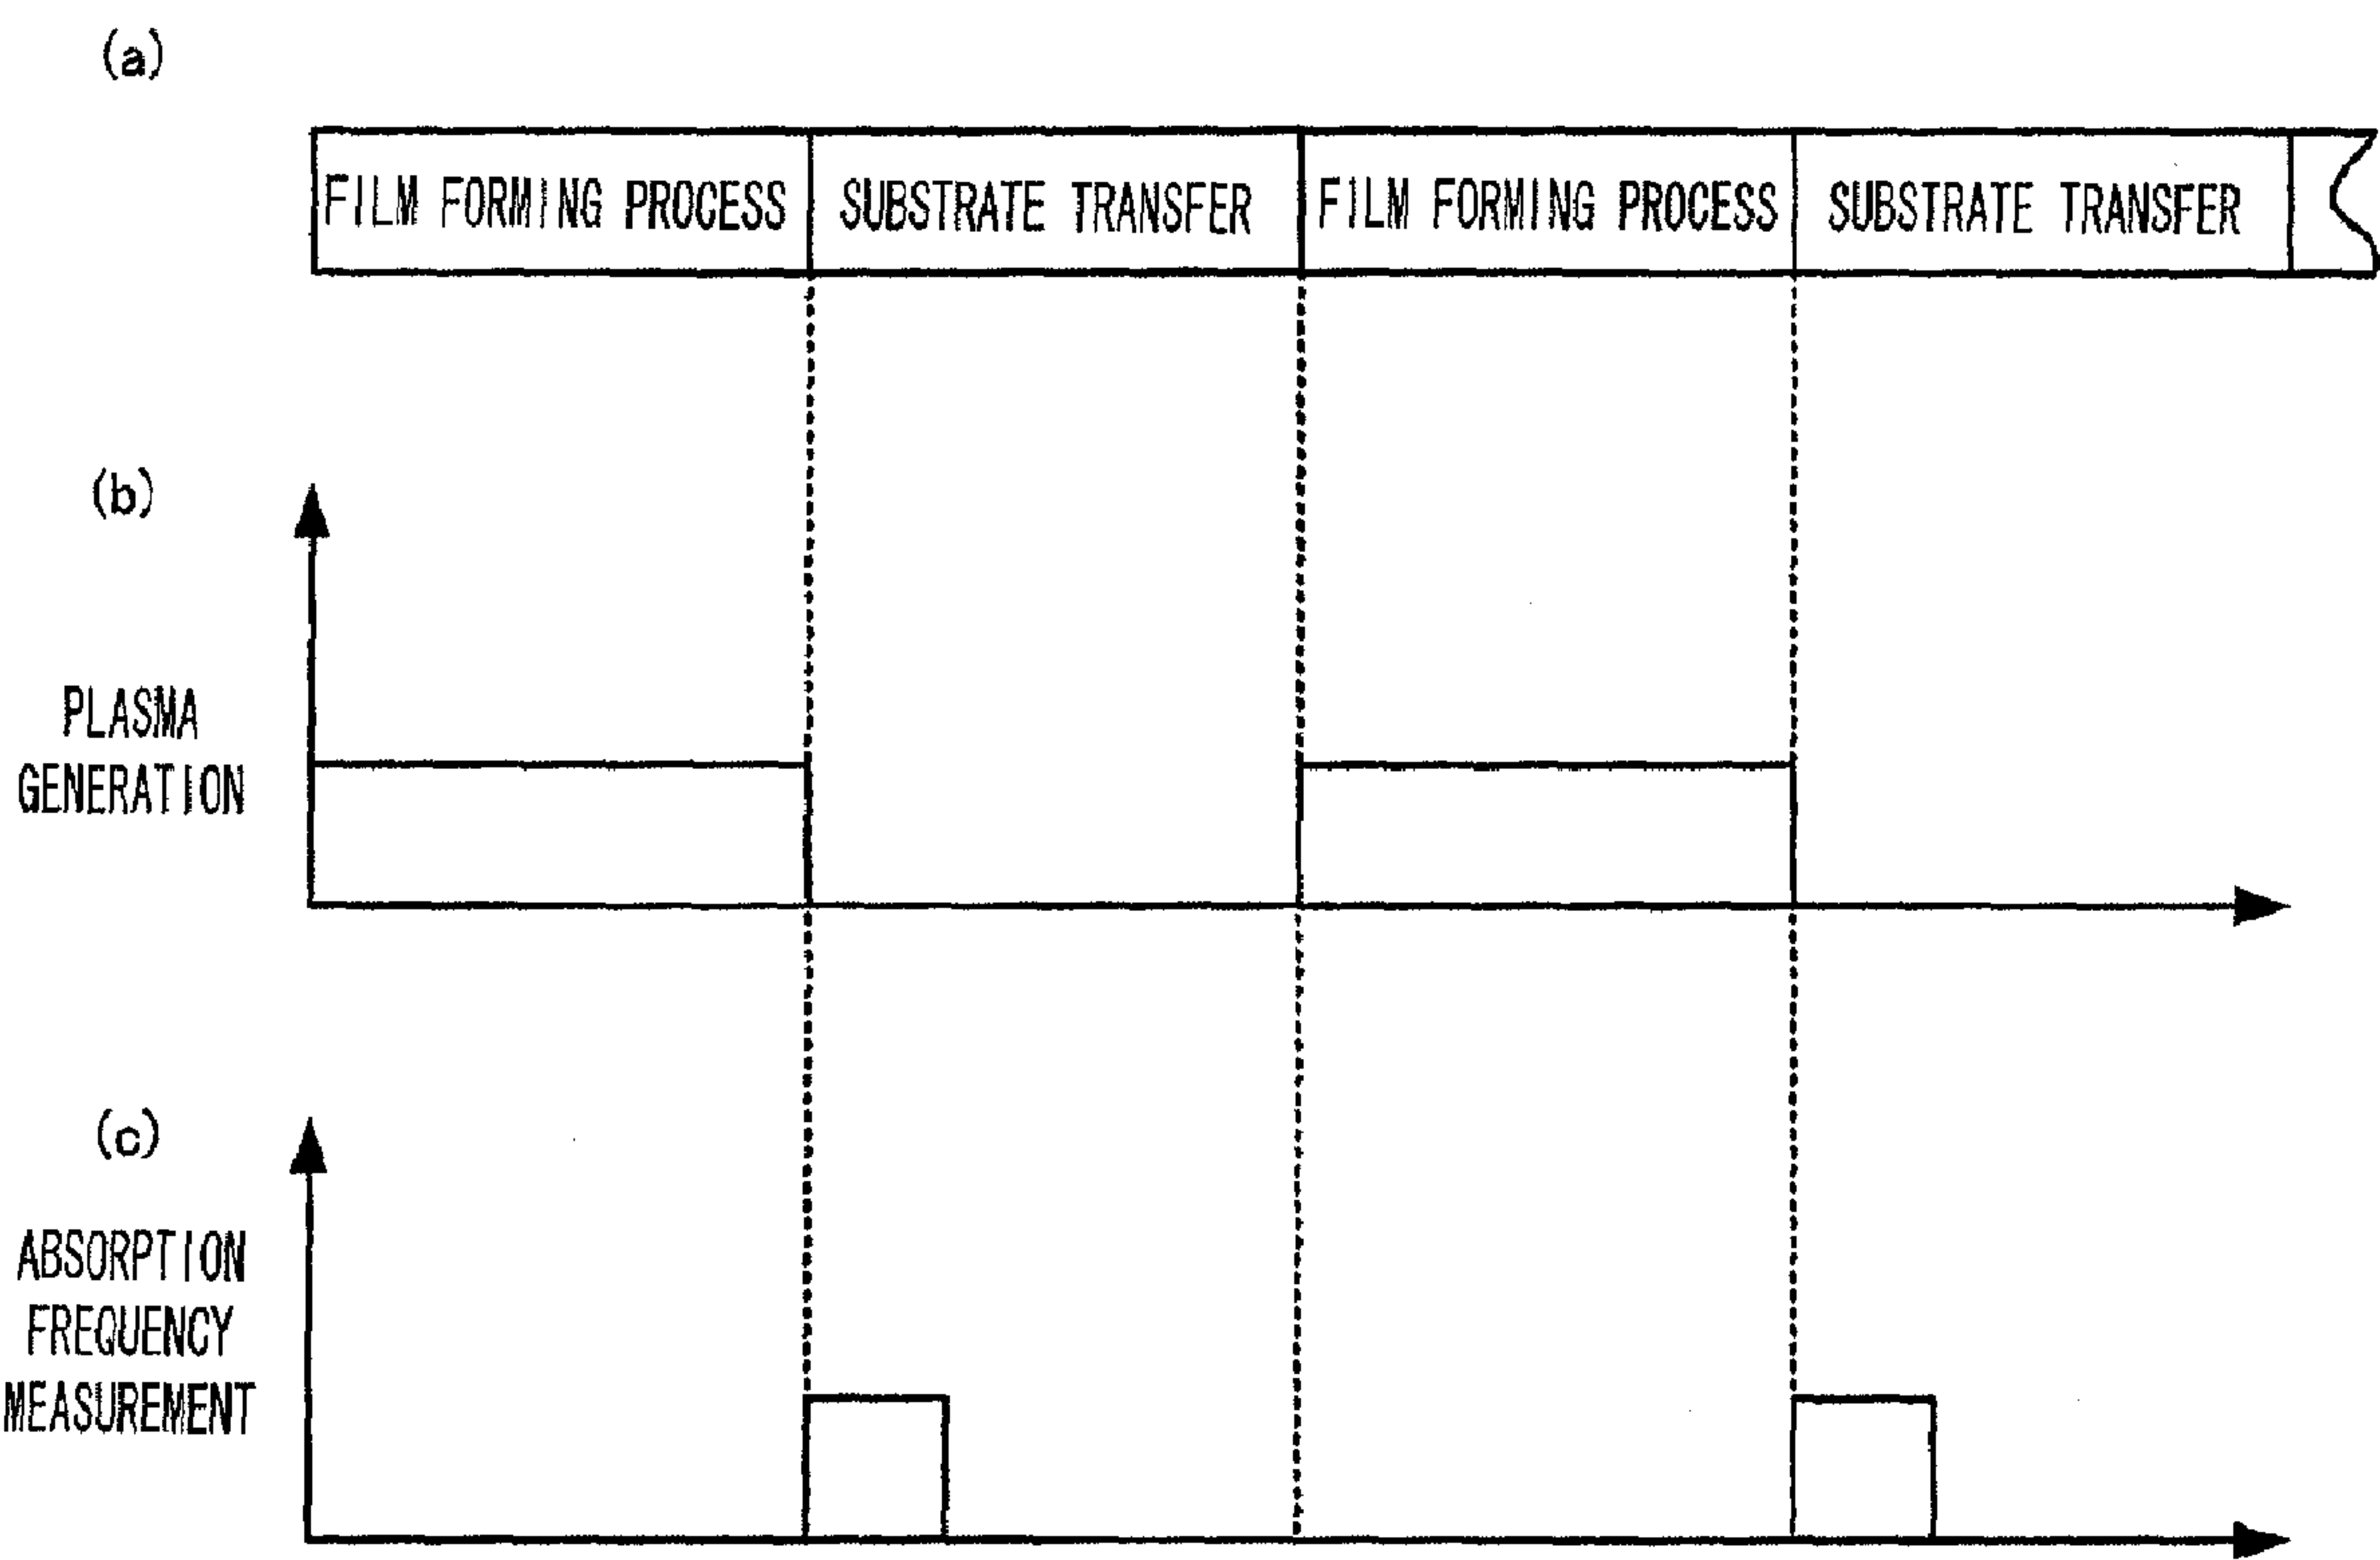 (a)
FILM FORMING PROCESS SUBSTRATE TRANSFER FILM FORMING PROCESS SUBSTRATE TRANSFER
(b)
PLASMA
GENERATION
(c)
ABSORPTION
FREQUENCY
MEASUREMENT